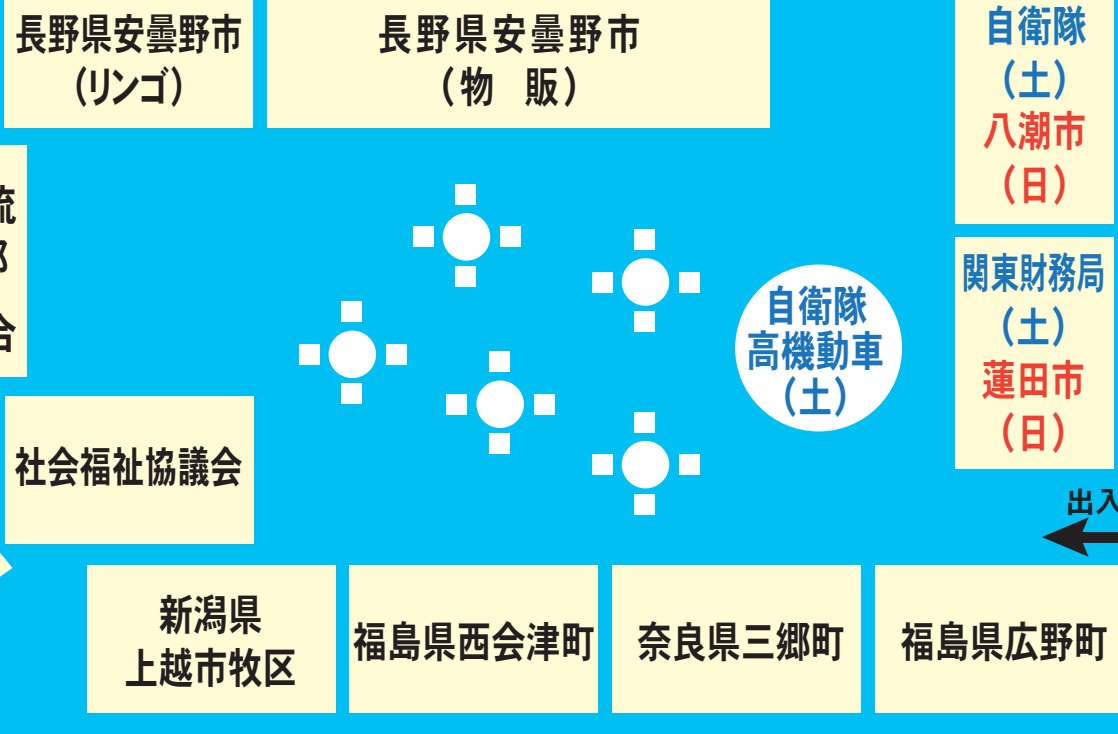 長野県安曇野市
（リンゴ）
長野県安曇野市
（物　販）
自衛隊
（土）
八潮市
（日）
関東財務局
（土）
蓮田市
（日）
自衛隊
高機動車
（土）
社会福祉協議会
出入
新潟県
上越市牧区
福島県西会津町
奈良県三郷町
福島県広野町